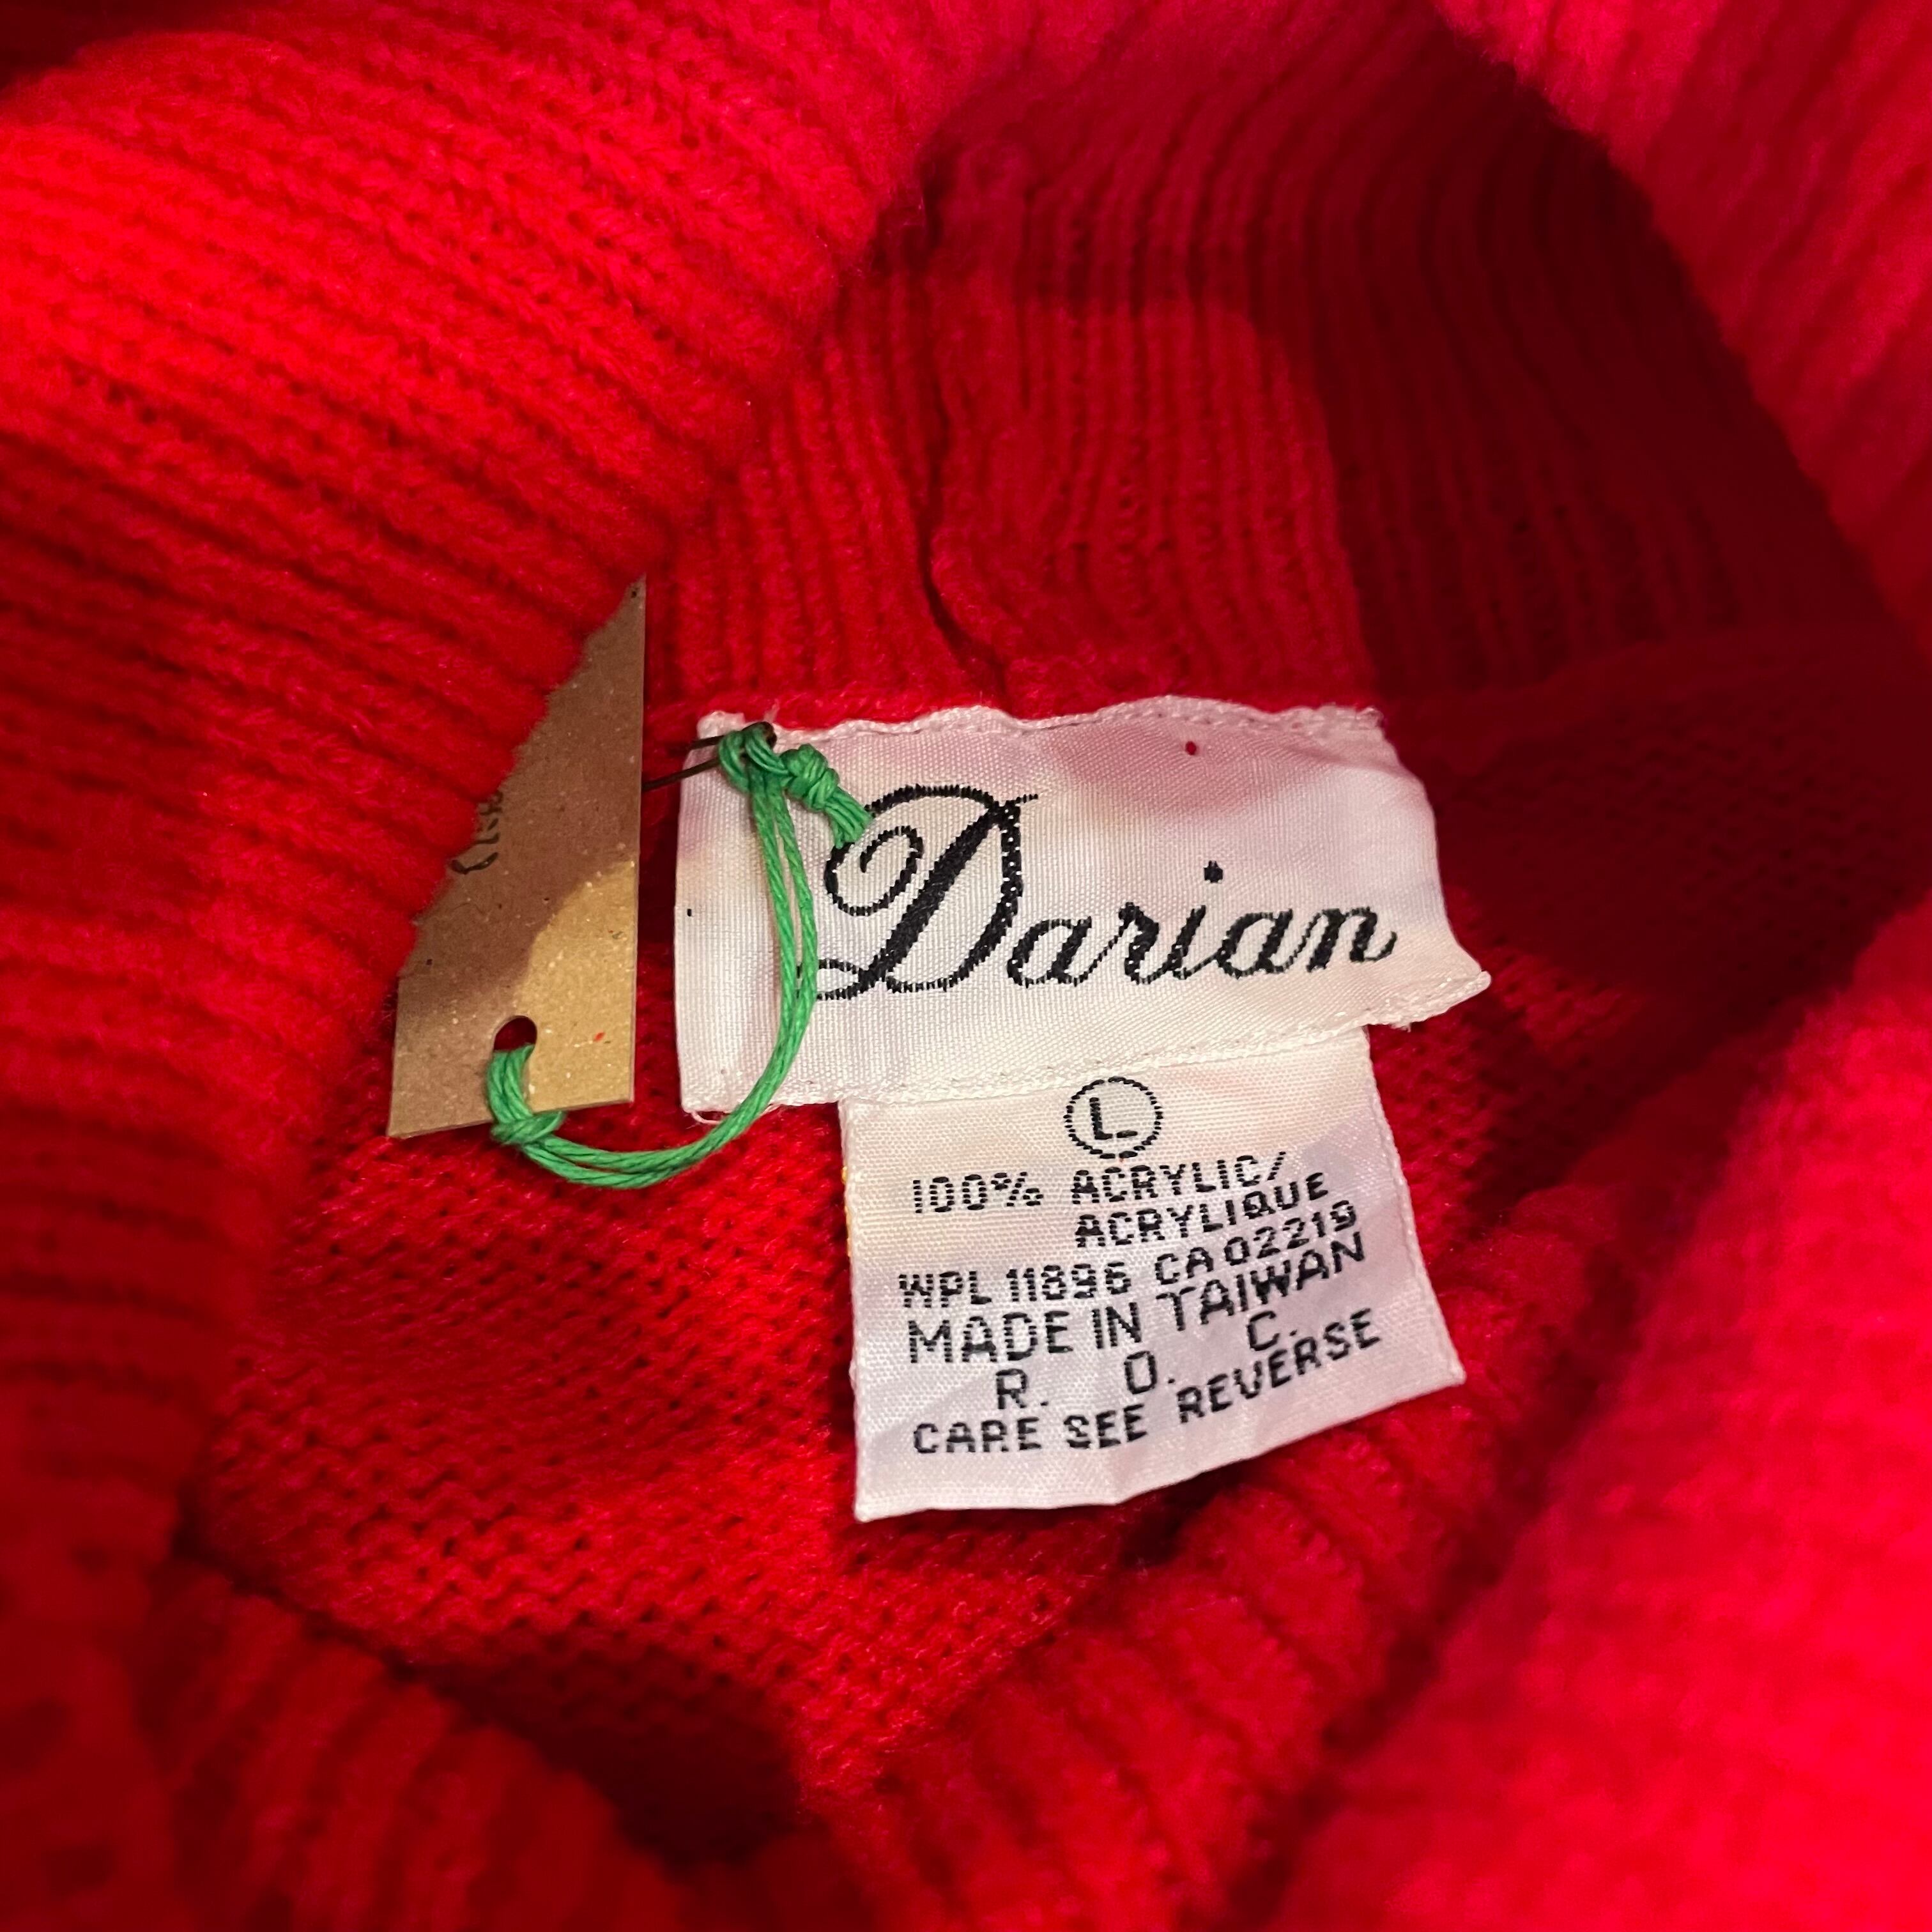 Darian
L
100% ACRYLIC/
ACRYLIQUE
WPL 11896 CA 02219
MADE IN TAIWAN
R. O. C.
CARE SEE REVERSE